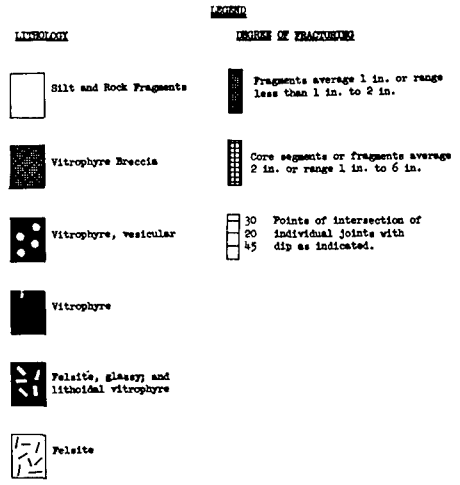 LEGEND
LITHOLOGY
DEGREE OF FRACTURING
Silt and Rock Fragments
Vitrophyre Breccia
Vitrophyre, vesicular
Vitrophyre
Felsite, glassy; and
lithoidal vitrophyre
Felsite
Fragments average 1 in. or range
less than 1 in. to 2 in.
Core segments or fragments average
2 in. or range 1 in. to 6 in.
30 Points of intersection of
20 individual joints with
45 dip as indicated.